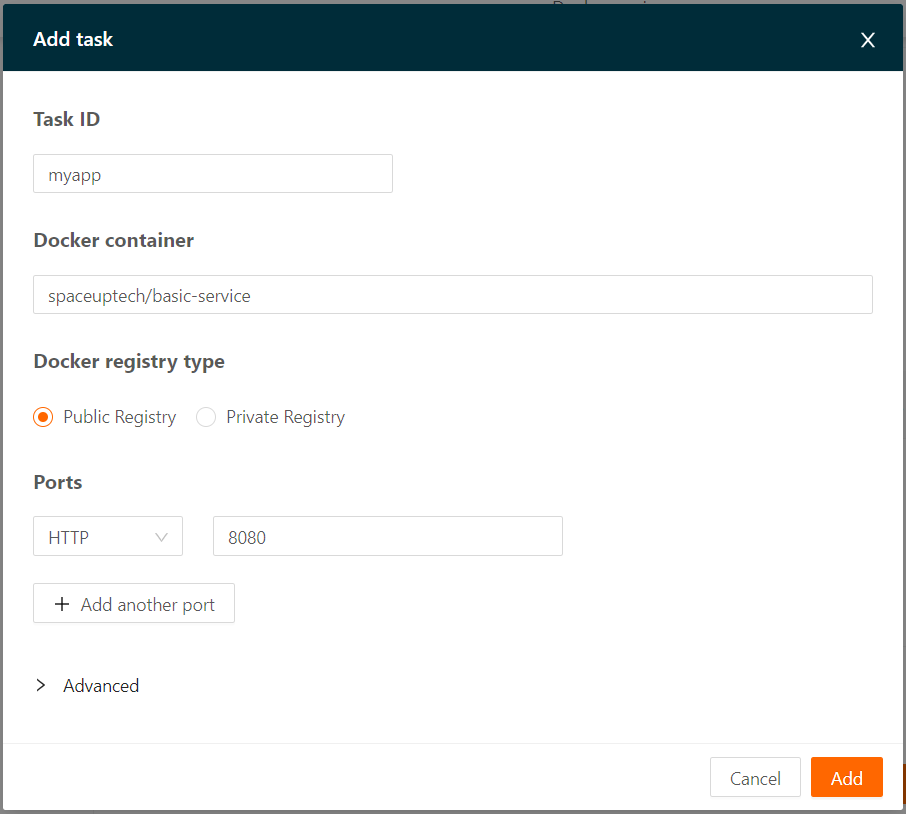 Add task
Task ID
myapp
Docker container
spaceuptech/basic-service
Docker registry type
Public Registry Private Registry
Ports
HTTP 8080
Add another port
Advanced
Cancel Add